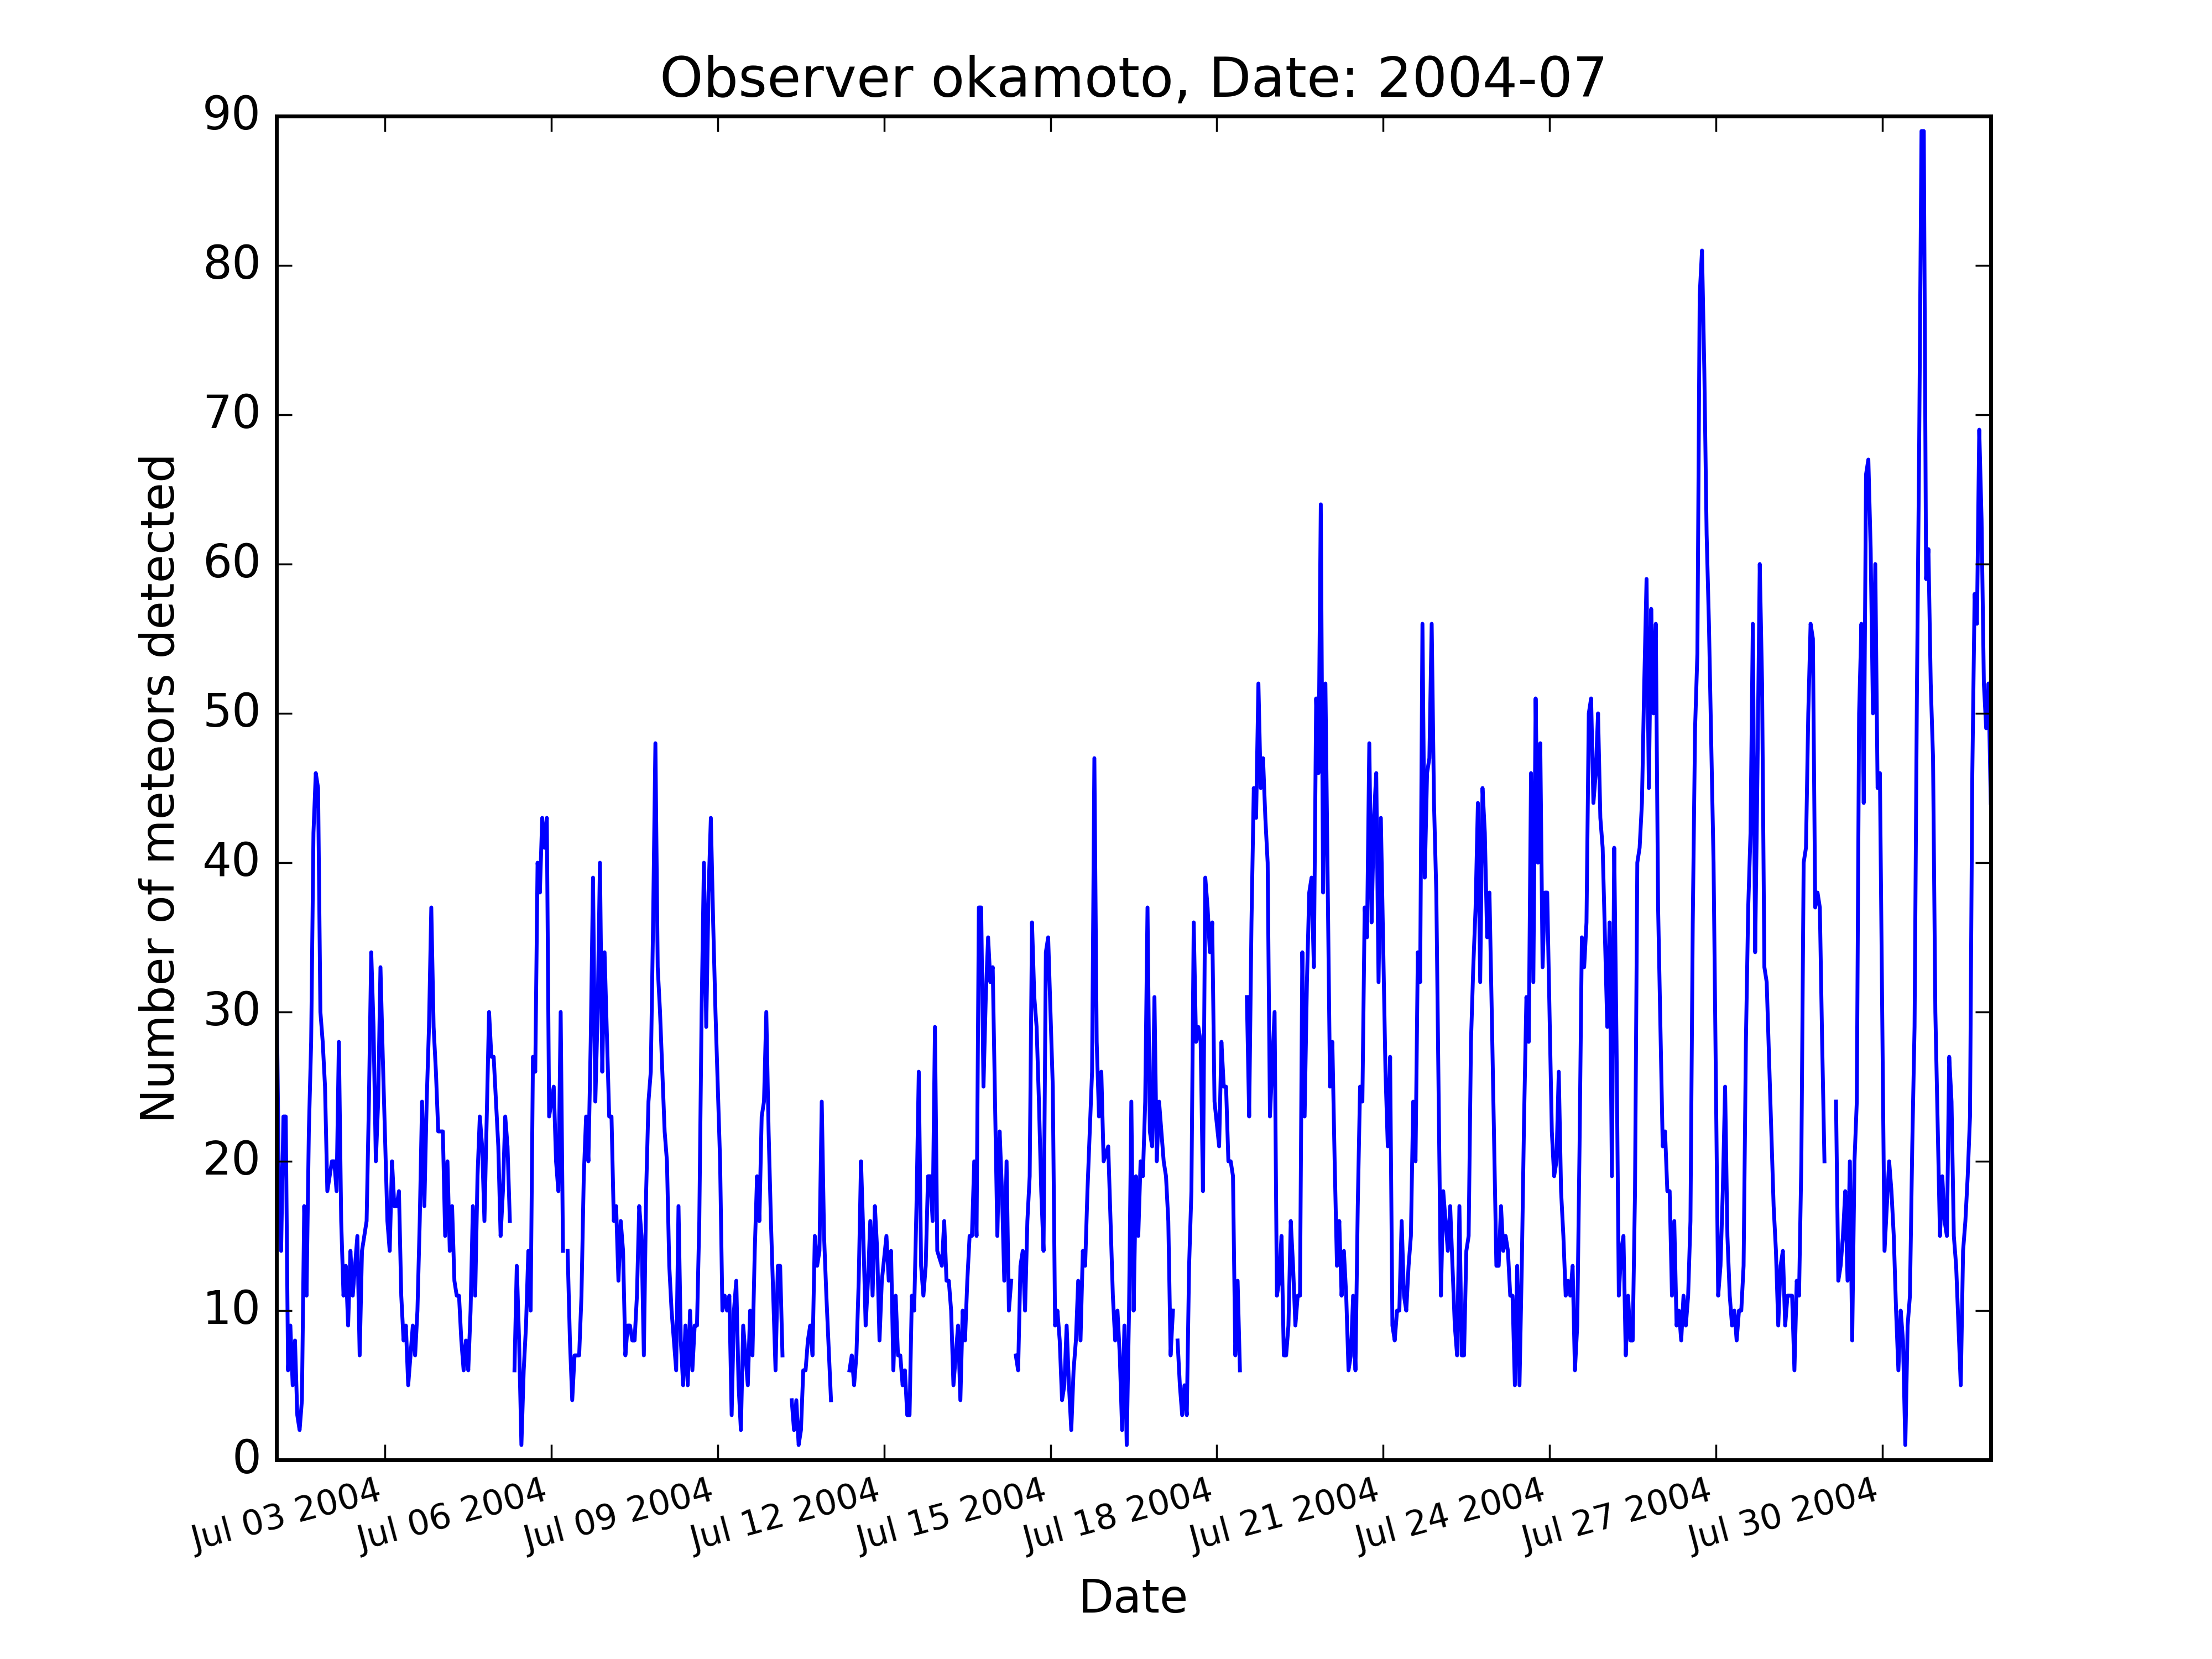 Observer okamoto, Date: 2004-07
Number of meteors detected
90
80
70
60
50
40
30
20
10
0
Jul 03 2004
Jul 06 2004
Jul 09 2004
Jul 12 2004
Jul 15 2004
Jul 18 2004
Jul 21 2004
Jul 24 2004
Jul 27 2004
Jul 30 2004
Date